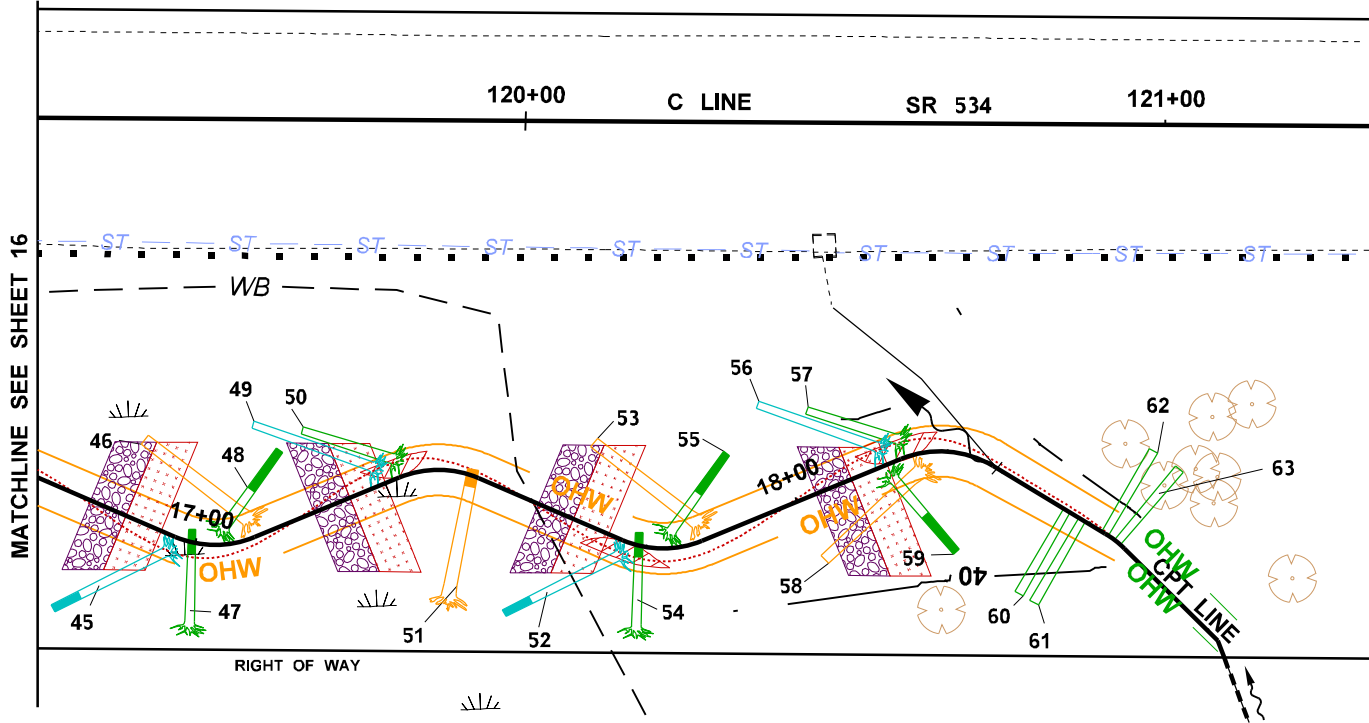 120+00 C LINE SR 534 121+00
MATCHLINE SEE SHEET 16
ST ST ST ST ST ST ST ST ST ST
WB
49 50 53 55 56 57 62
46 48 63
17+00 18+00
OHW OHW OHW OHW OHW
CPT LINE
40
45 47 51 52 54 58 59 60 61
RIGHT OF WAY